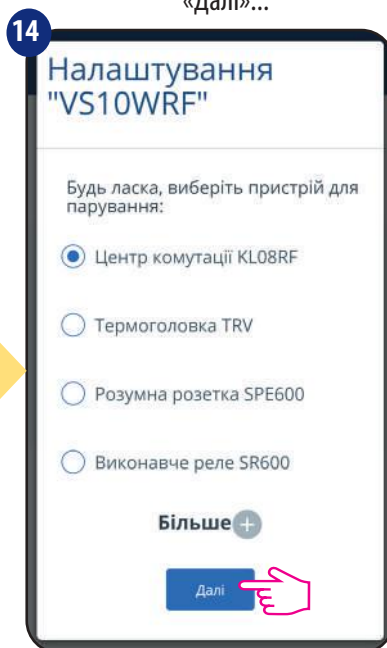 «Далі»...
14
Налаштування
"VS10WRF"
Будь ласка, виберіть пристрій для
парування:
Центр комутації KL08RF
Термоголовка TRV
Розумна розетка SPE600
Виконавче реле SR600
Більше +
Далі